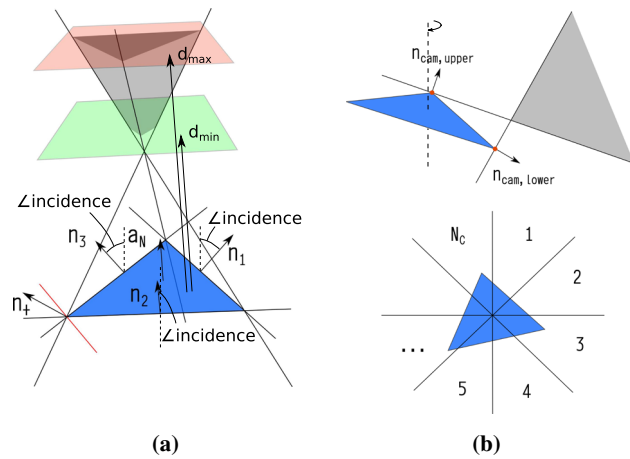 d_max
d_min
∠incidence
∠incidence
n_3
a_N
n_1
n_+
n_2
∠incidence
(a)
n_cam,upper
n_cam,lower
N_C
1
2
3
...
5
4
(b)